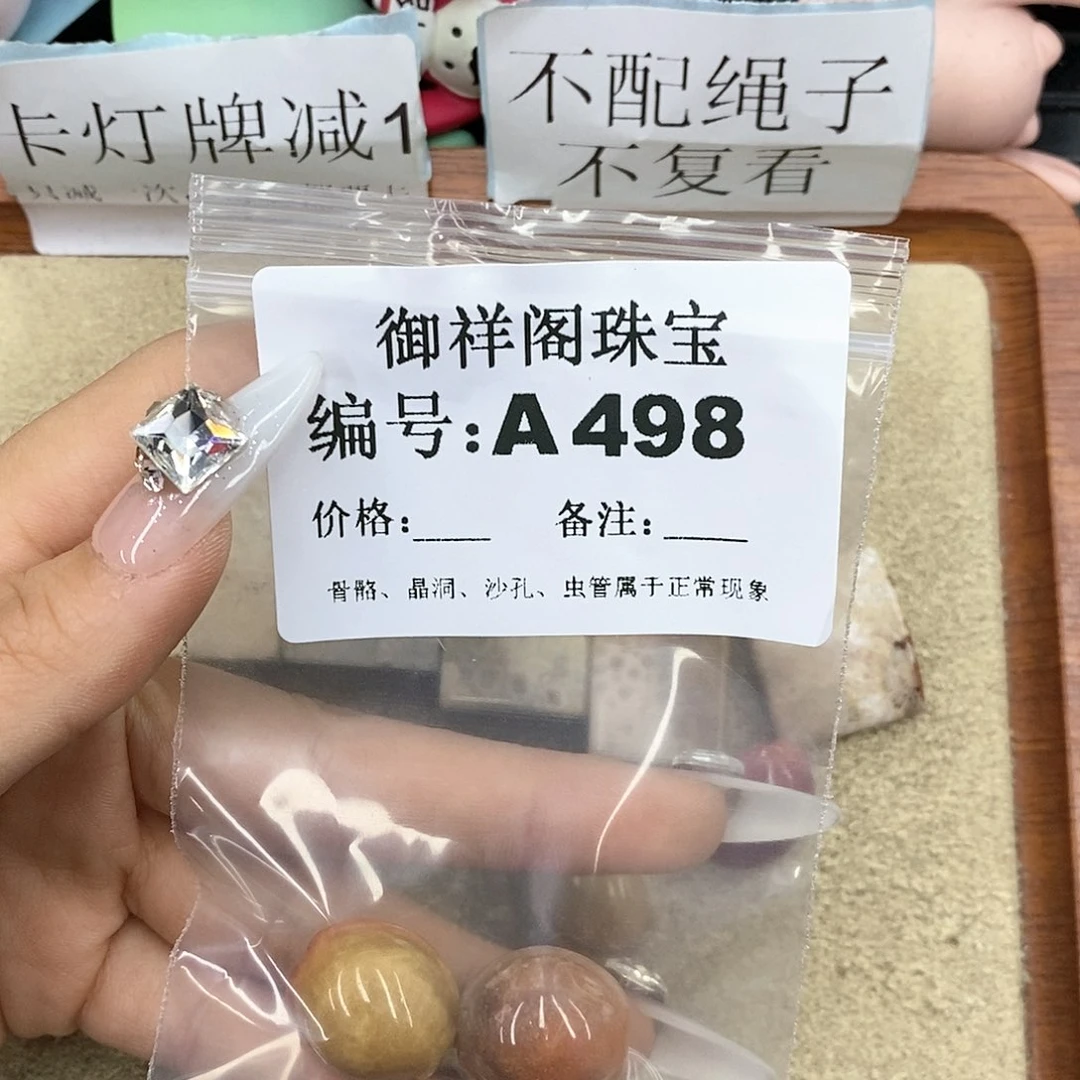 卡灯牌减1
不配绳子
不复看
御祥阁珠宝
编号:A498
价格:____
备注:____
骨骼、晶洞、沙孔、虫管属于正常现象